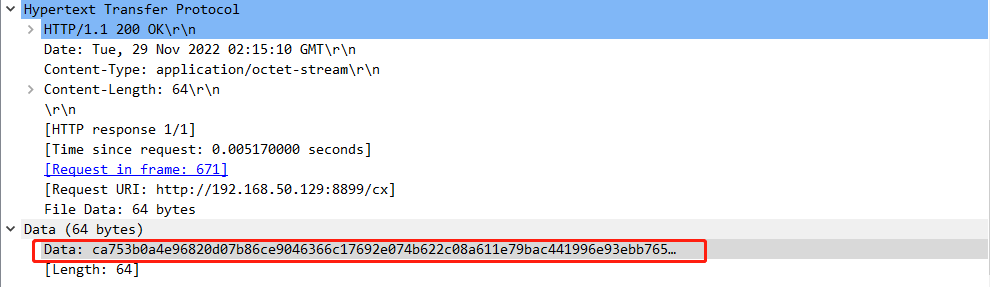 Hypertext Transfer Protocol
HTTP/1.1 200 OK\r\n
Date: Tue, 29 Nov 2022 02:15:10 GMT\r\n
Content-Type: application/octet-stream\r\n
Content-Length: 64\r\n
\r\n
[HTTP response 1/1]
[Time since request: 0.005170000 seconds]
[Request in frame: 671]
[Request URI: http://192.168.50.129:8899/cx]
File Data: 64 bytes
Data (64 bytes)
Data: ca753b0a4e96820d07b86ce9046366c17692e074b622c08a611e79bac441996e93ebb765…
[Length: 64]